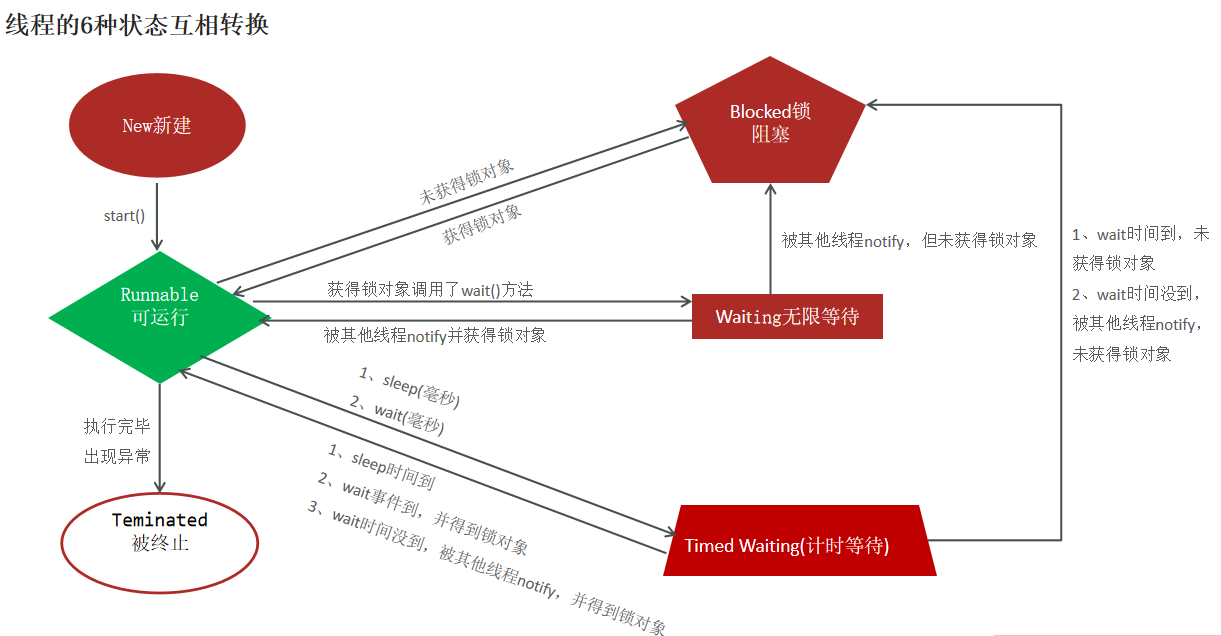 线程的6种状态互相转换
New新建
Blocked锁
阻塞
start()
未获得锁对象
获得锁对象
被其他线程notify，但未获得锁对象
1、wait时间到，未
获得锁对象
2、wait时间没到，
被其他线程notify，
未获得锁对象
Runnable
可运行
获得锁对象调用了wait()方法
Waiting无限等待
被其他线程notify并获得锁对象
1、sleep(毫秒)
2、wait(毫秒)
执行完毕
出现异常
1、sleep时间到
2、wait事件到，并得到锁对象
3、wait时间没到，被其他线程notify，并得到锁对象
Teminated
被终止
Timed Waiting(计时等待)